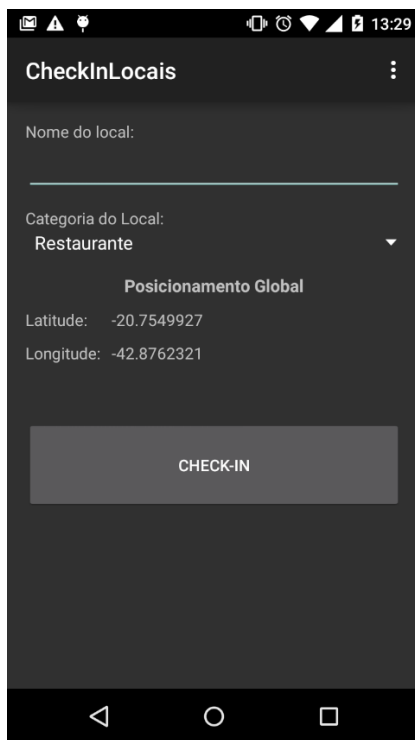 13:29
CheckInLocais
Nome do local:
Categoria do Local:
Restaurante
Posicionamento Global
Latitude: -20.7549927
Longitude: -42.8762321
CHECK-IN